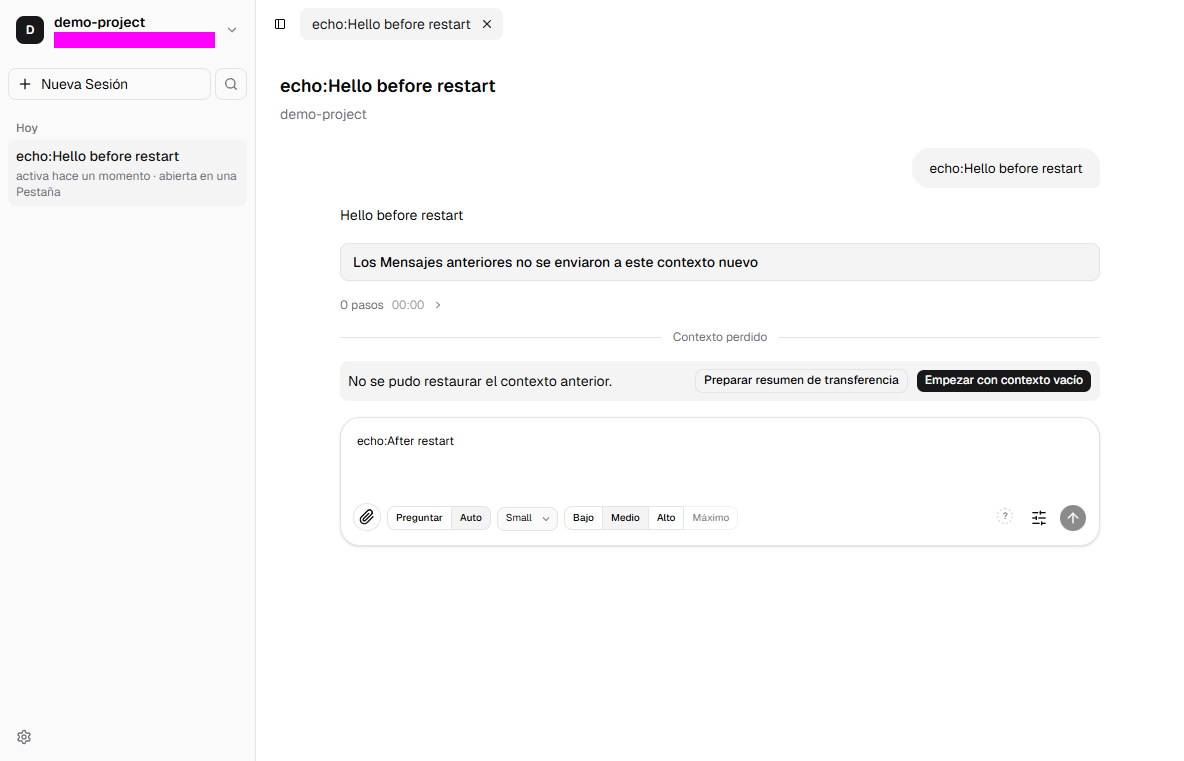 D
demo-project
Nueva Sesión
Hoy
echo:Hello before restart
activa hace un momento · abierta en una
Pestaña
echo:Hello before restart
echo:Hello before restart
demo-project
echo:Hello before restart
Hello before restart
Los Mensajes anteriores no se enviaron a este contexto nuevo
0 pasos 00:00
Contexto perdido
No se pudo restaurar el contexto anterior.
Preparar resumen de transferencia
Empezar con contexto vacío
echo:After restart
Preguntar Auto Small Bajo Medio Alto Máximo ?